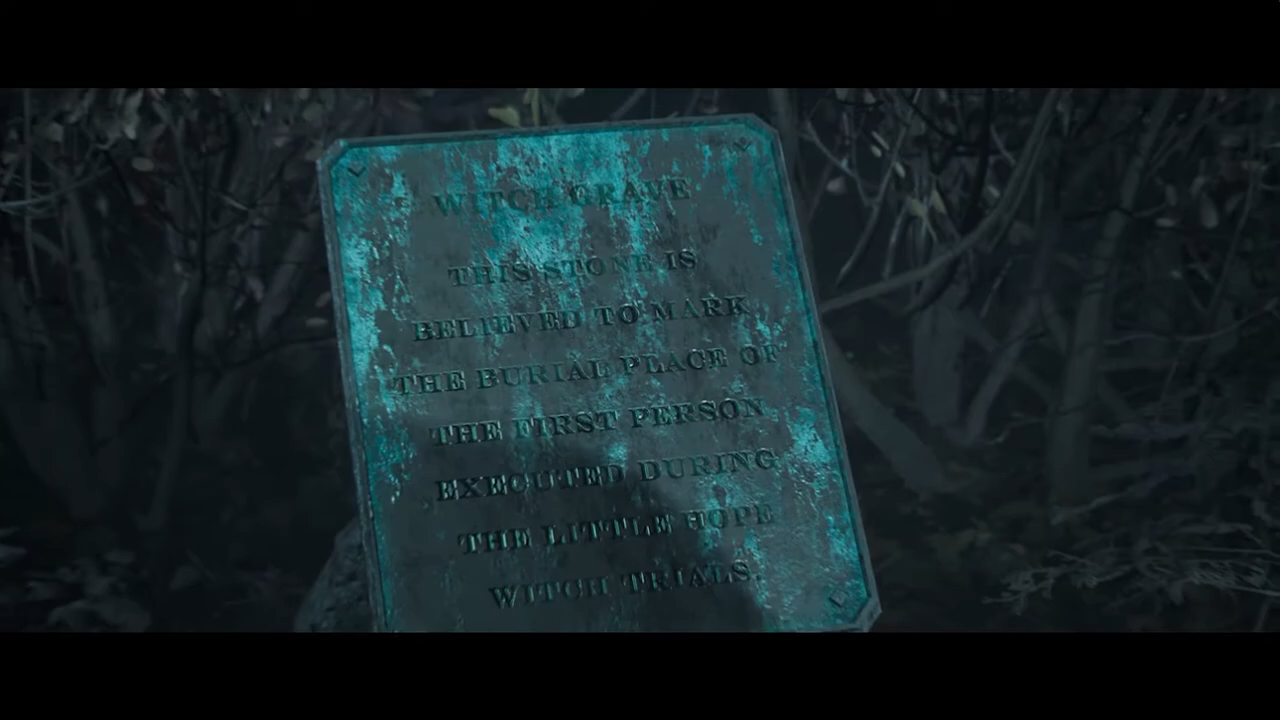 WITCH GRAVE
THIS STONE IS
BELIEVED TO MARK
THE BURIAL PLACE OF
THE FIRST PERSON
EXECUTED DURING
THE LITTLE HOPE
WITCH TRIALS.